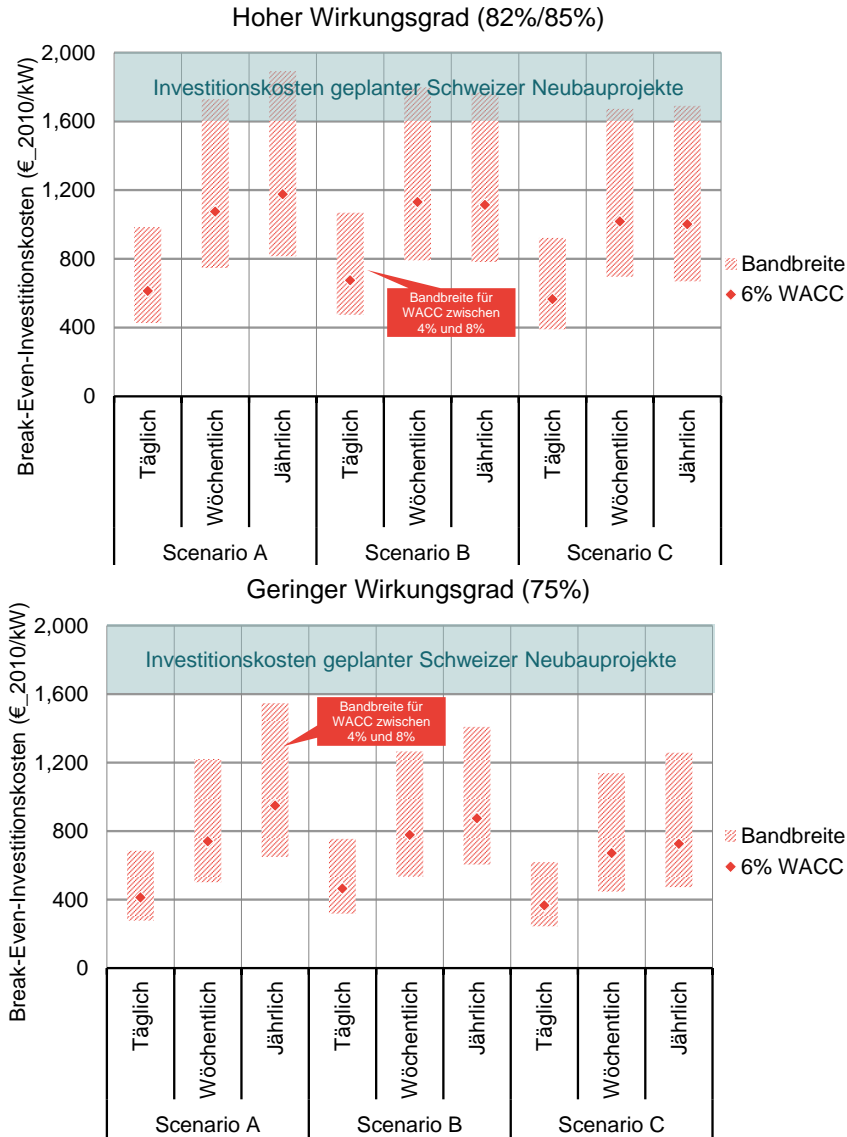 Hoher Wirkungsgrad (82%/85%)
Break-Even-Investitionskosten (€_2010/kW)
2,000
1,600
1,200
800
400
0
Investitionskosten geplanter Schweizer Neubauprojekte
Bandbreite für
WACC zwischen
4% und 8%
Bandbreite
6% WACC
Täglich
Wöchentlich
Jährlich
Täglich
Wöchentlich
Jährlich
Täglich
Wöchentlich
Jährlich
Scenario A
Scenario B
Scenario C
Geringer Wirkungsgrad (75%)
Break-Even-Investitionskosten (€_2010/kW)
2,000
1,600
1,200
800
400
0
Investitionskosten geplanter Schweizer Neubauprojekte
Bandbreite für
WACC zwischen
4% und 8%
Bandbreite
6% WACC
Täglich
Wöchentlich
Jährlich
Täglich
Wöchentlich
Jährlich
Täglich
Wöchentlich
Jährlich
Scenario A
Scenario B
Scenario C